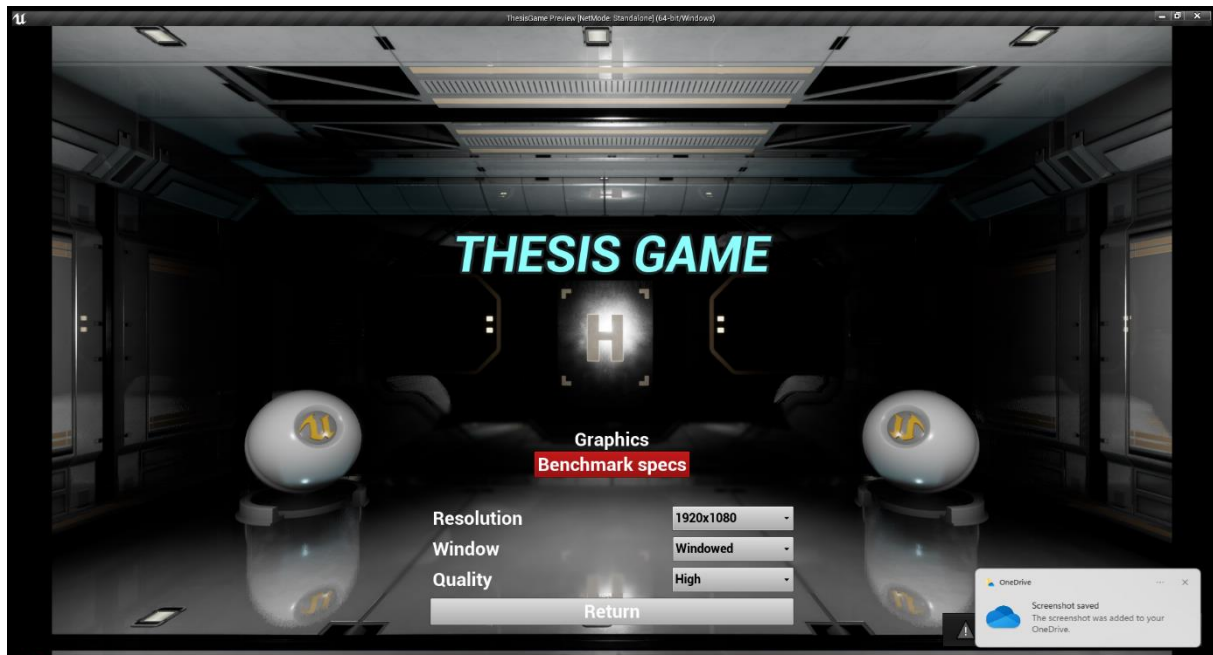 ThesisGame Preview [NetMode: Standalone] (64-bit/Windows)
THESIS GAME
H
Graphics
Benchmark specs
Resolution 1920x1080
Window Windowed
Quality High
Return
OneDrive
Screenshot saved
The screenshot was added to your
OneDrive.